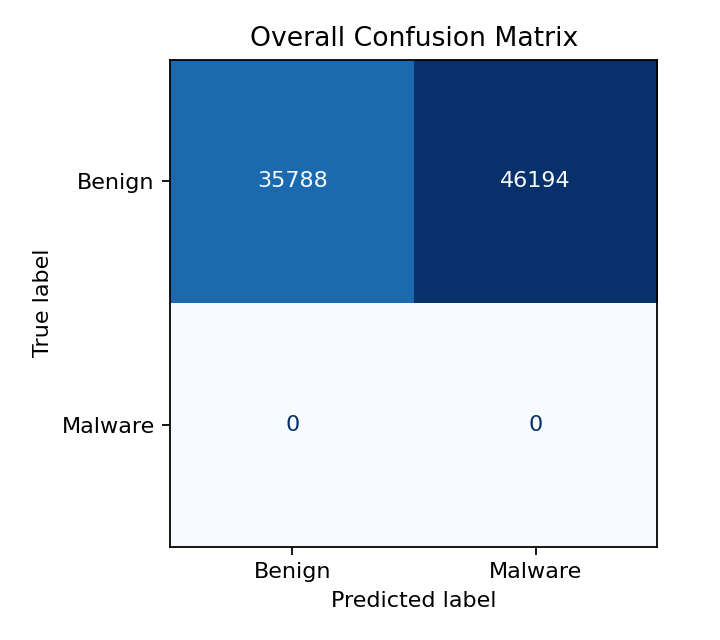 Overall Confusion Matrix
True label
Benign
35788
46194
Malware
0
0
Benign
Malware
Predicted label